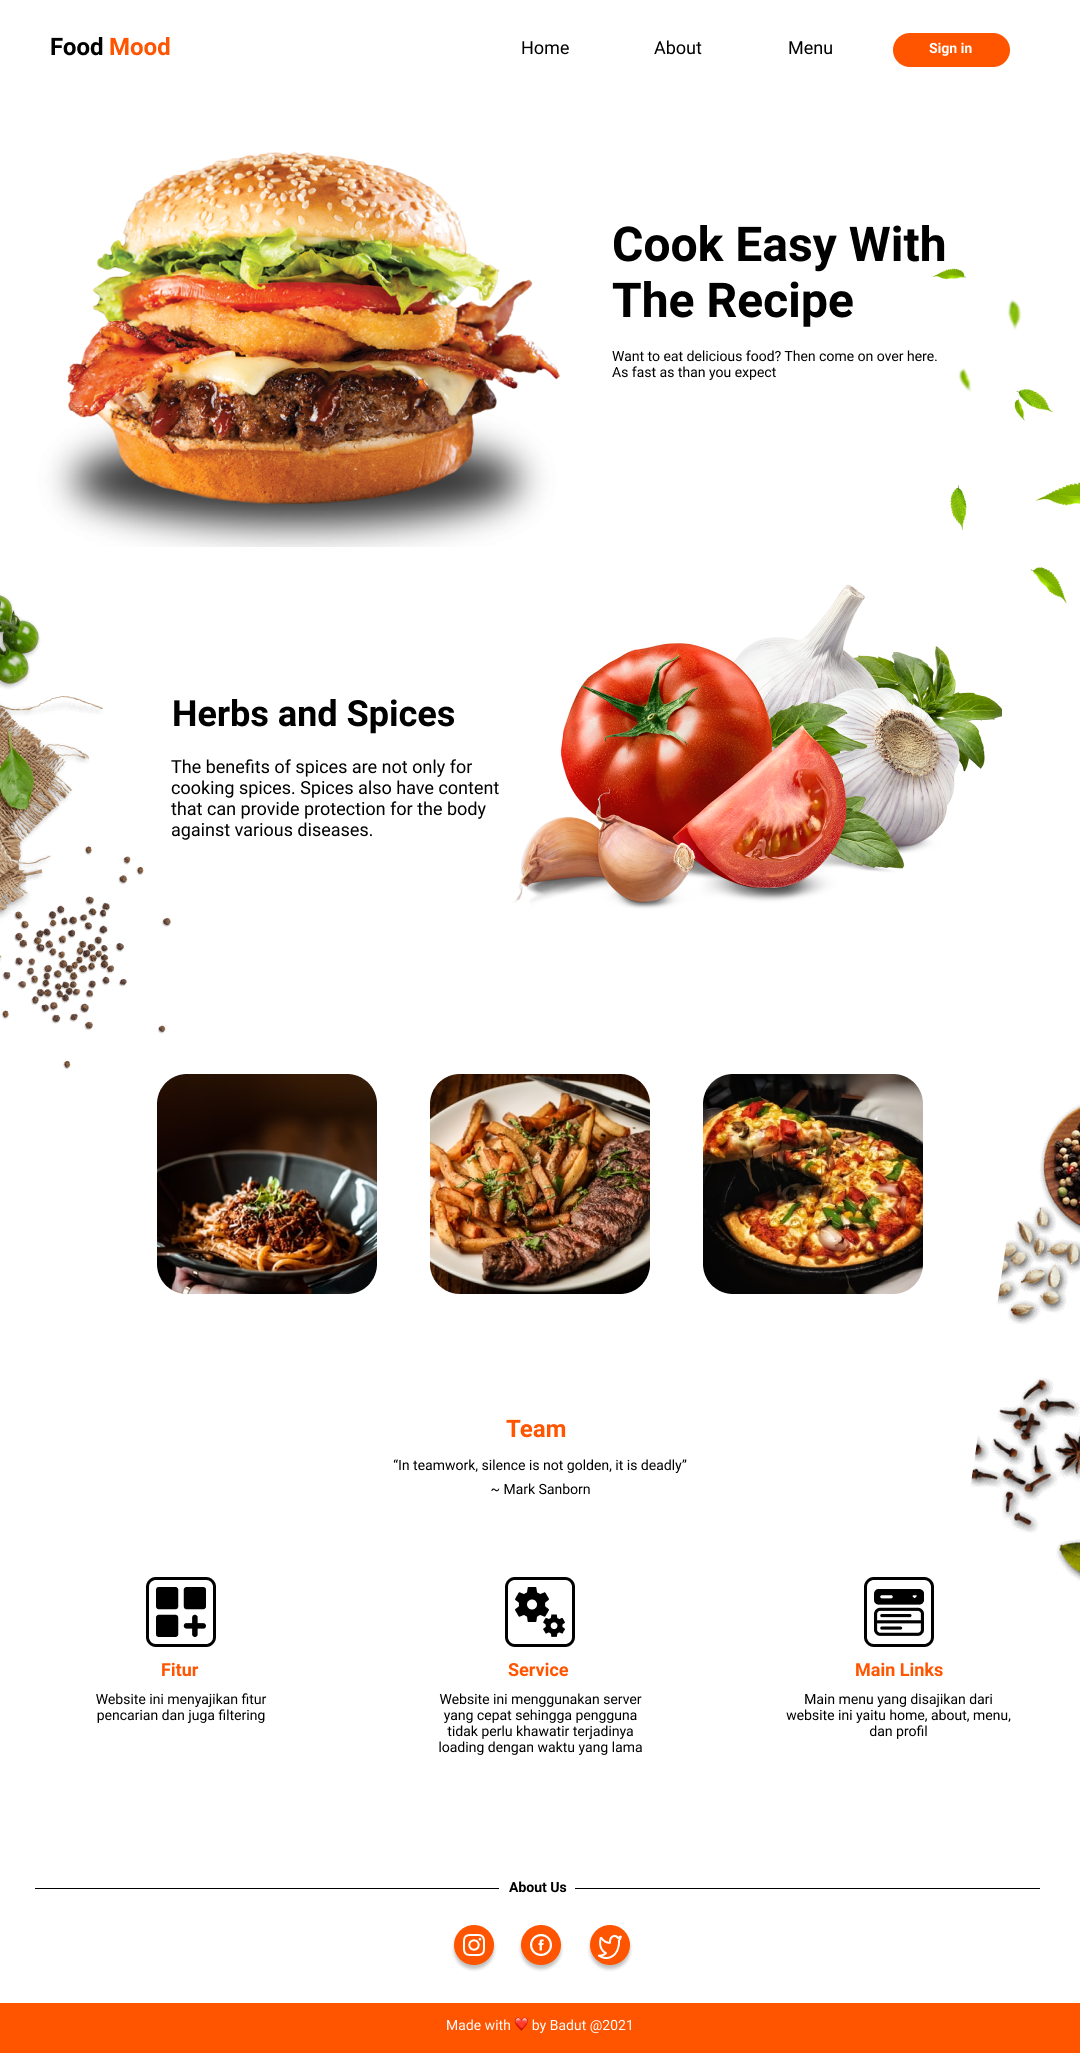 Food Mood
Home
About
Menu
Sign in
Cook Easy With
The Recipe
Want to eat delicious food? Then come on over here.
As fast as than you expect
Herbs and Spices
The benefits of spices are not only for
cooking spices. Spices also have content
that can provide protection for the body
against various diseases.
Team
“In teamwork, silence is not golden, it is deadly”
~ Mark Sanborn
Fitur
Website ini menyajikan fitur
pencarian dan juga filtering
Service
Website ini menggunakan server
yang cepat sehingga pengguna
tidak perlu khawatir terjadinya
loading dengan waktu yang lama
Main Links
Main menu yang disajikan dari
website ini yaitu home, about, menu,
dan profil
About Us
Made with ❤️ by Badut @2021